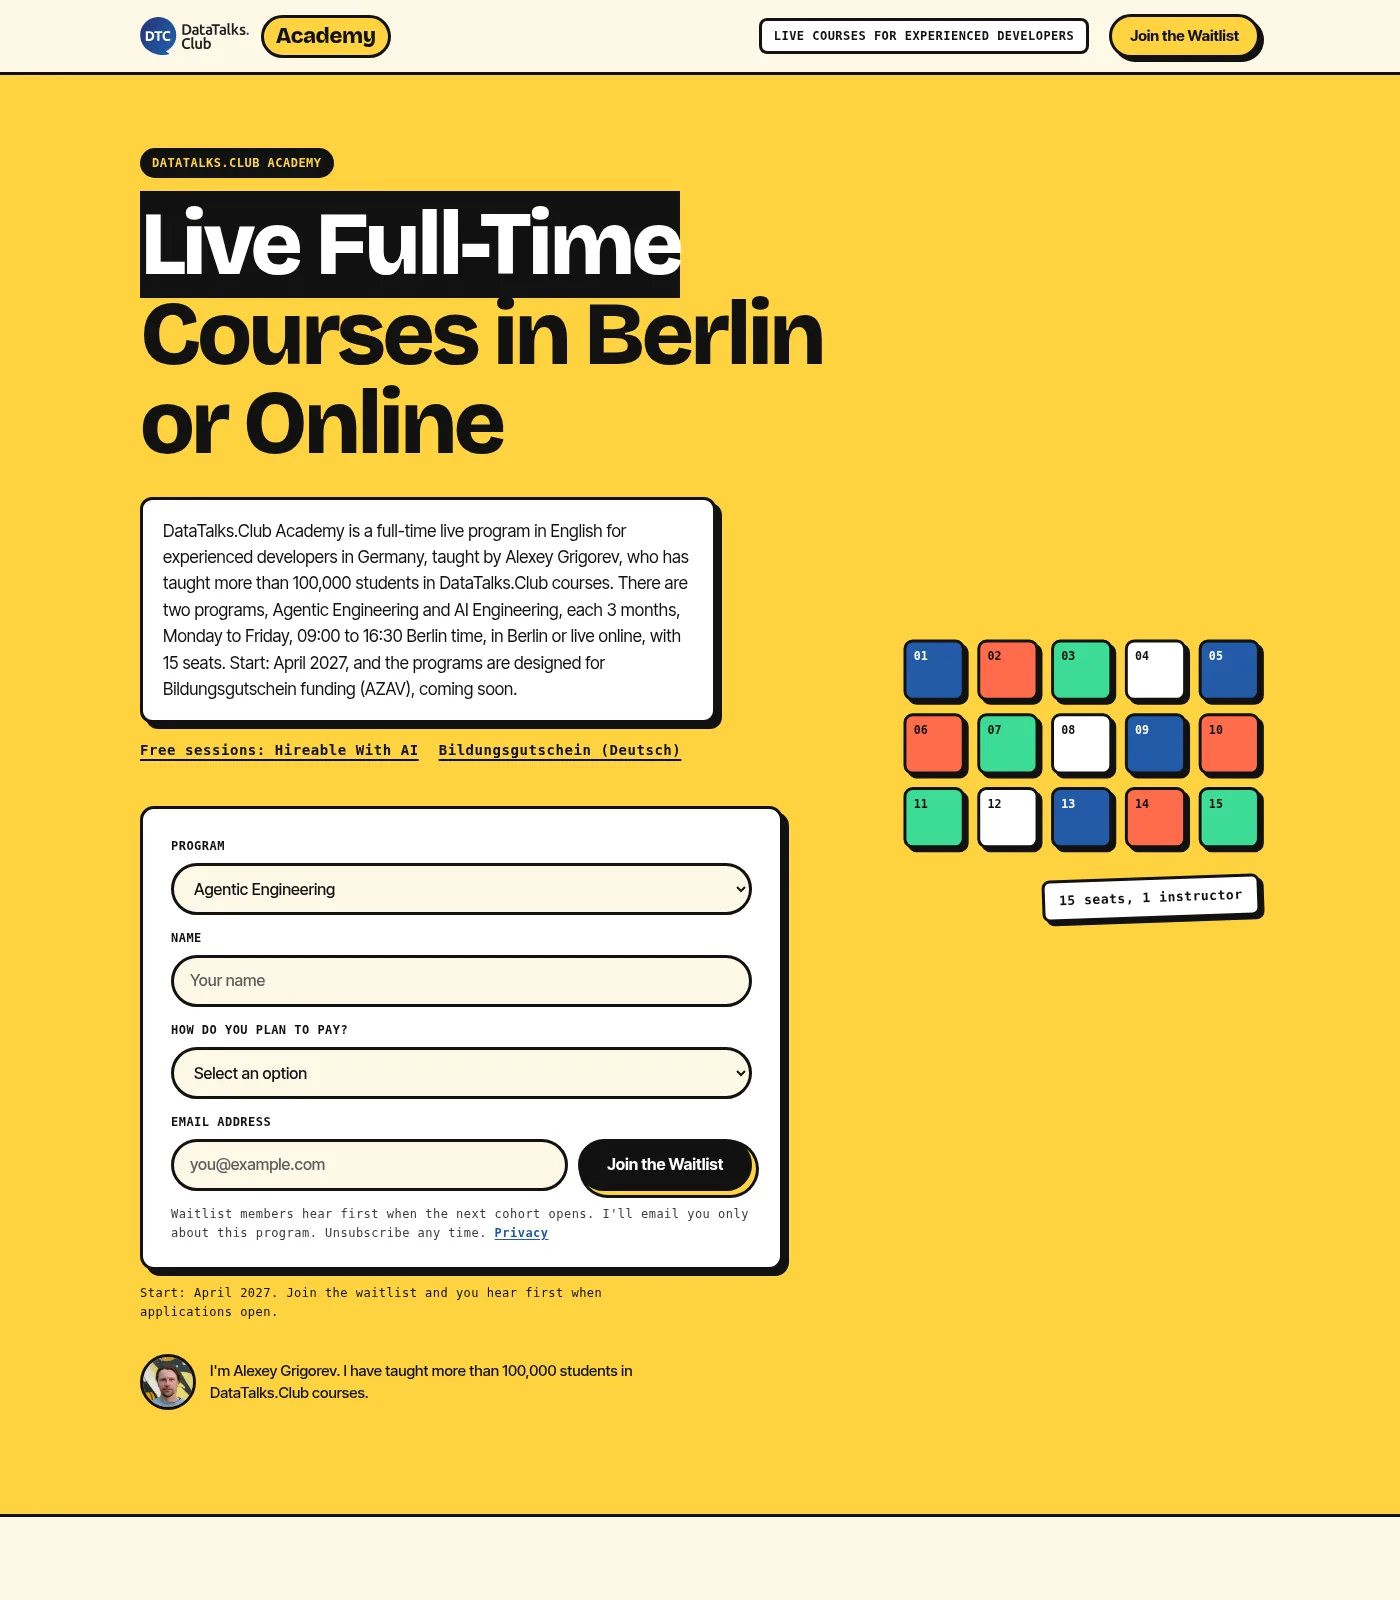 DTC DataTalks.
Club
Academy
LIVE COURSES FOR EXPERIENCED DEVELOPERS
Join the Waitlist
DATATALKS.CLUB ACADEMY
Live Full-Time
Courses in Berlin
or Online
DataTalks.Club Academy is a full-time live program in English for
experienced developers in Germany, taught by Alexey Grigorev, who has
taught more than 100,000 students in DataTalks.Club courses. There are
two programs, Agentic Engineering and AI Engineering, each 3 months,
Monday to Friday, 09:00 to 16:30 Berlin time, in Berlin or live online, with
15 seats. Start: April 2027, and the programs are designed for
Bildungsgutschein funding (AZAV), coming soon.
Free sessions: Hireable With AI Bildungsgutschein (Deutsch)
01 02 03 04 05
06 07 08 09 10
11 12 13 14 15
15 seats, 1 instructor
PROGRAM
Agentic Engineering
NAME
Your name
HOW DO YOU PLAN TO PAY?
Select an option
EMAIL ADDRESS
you@example.com
Join the Waitlist
Waitlist members hear first when the next cohort opens. I'll email you only
about this program. Unsubscribe any time. Privacy
Start: April 2027. Join the waitlist and you hear first when
applications open.
I'm Alexey Grigorev. I have taught more than 100,000 students in
DataTalks.Club courses.